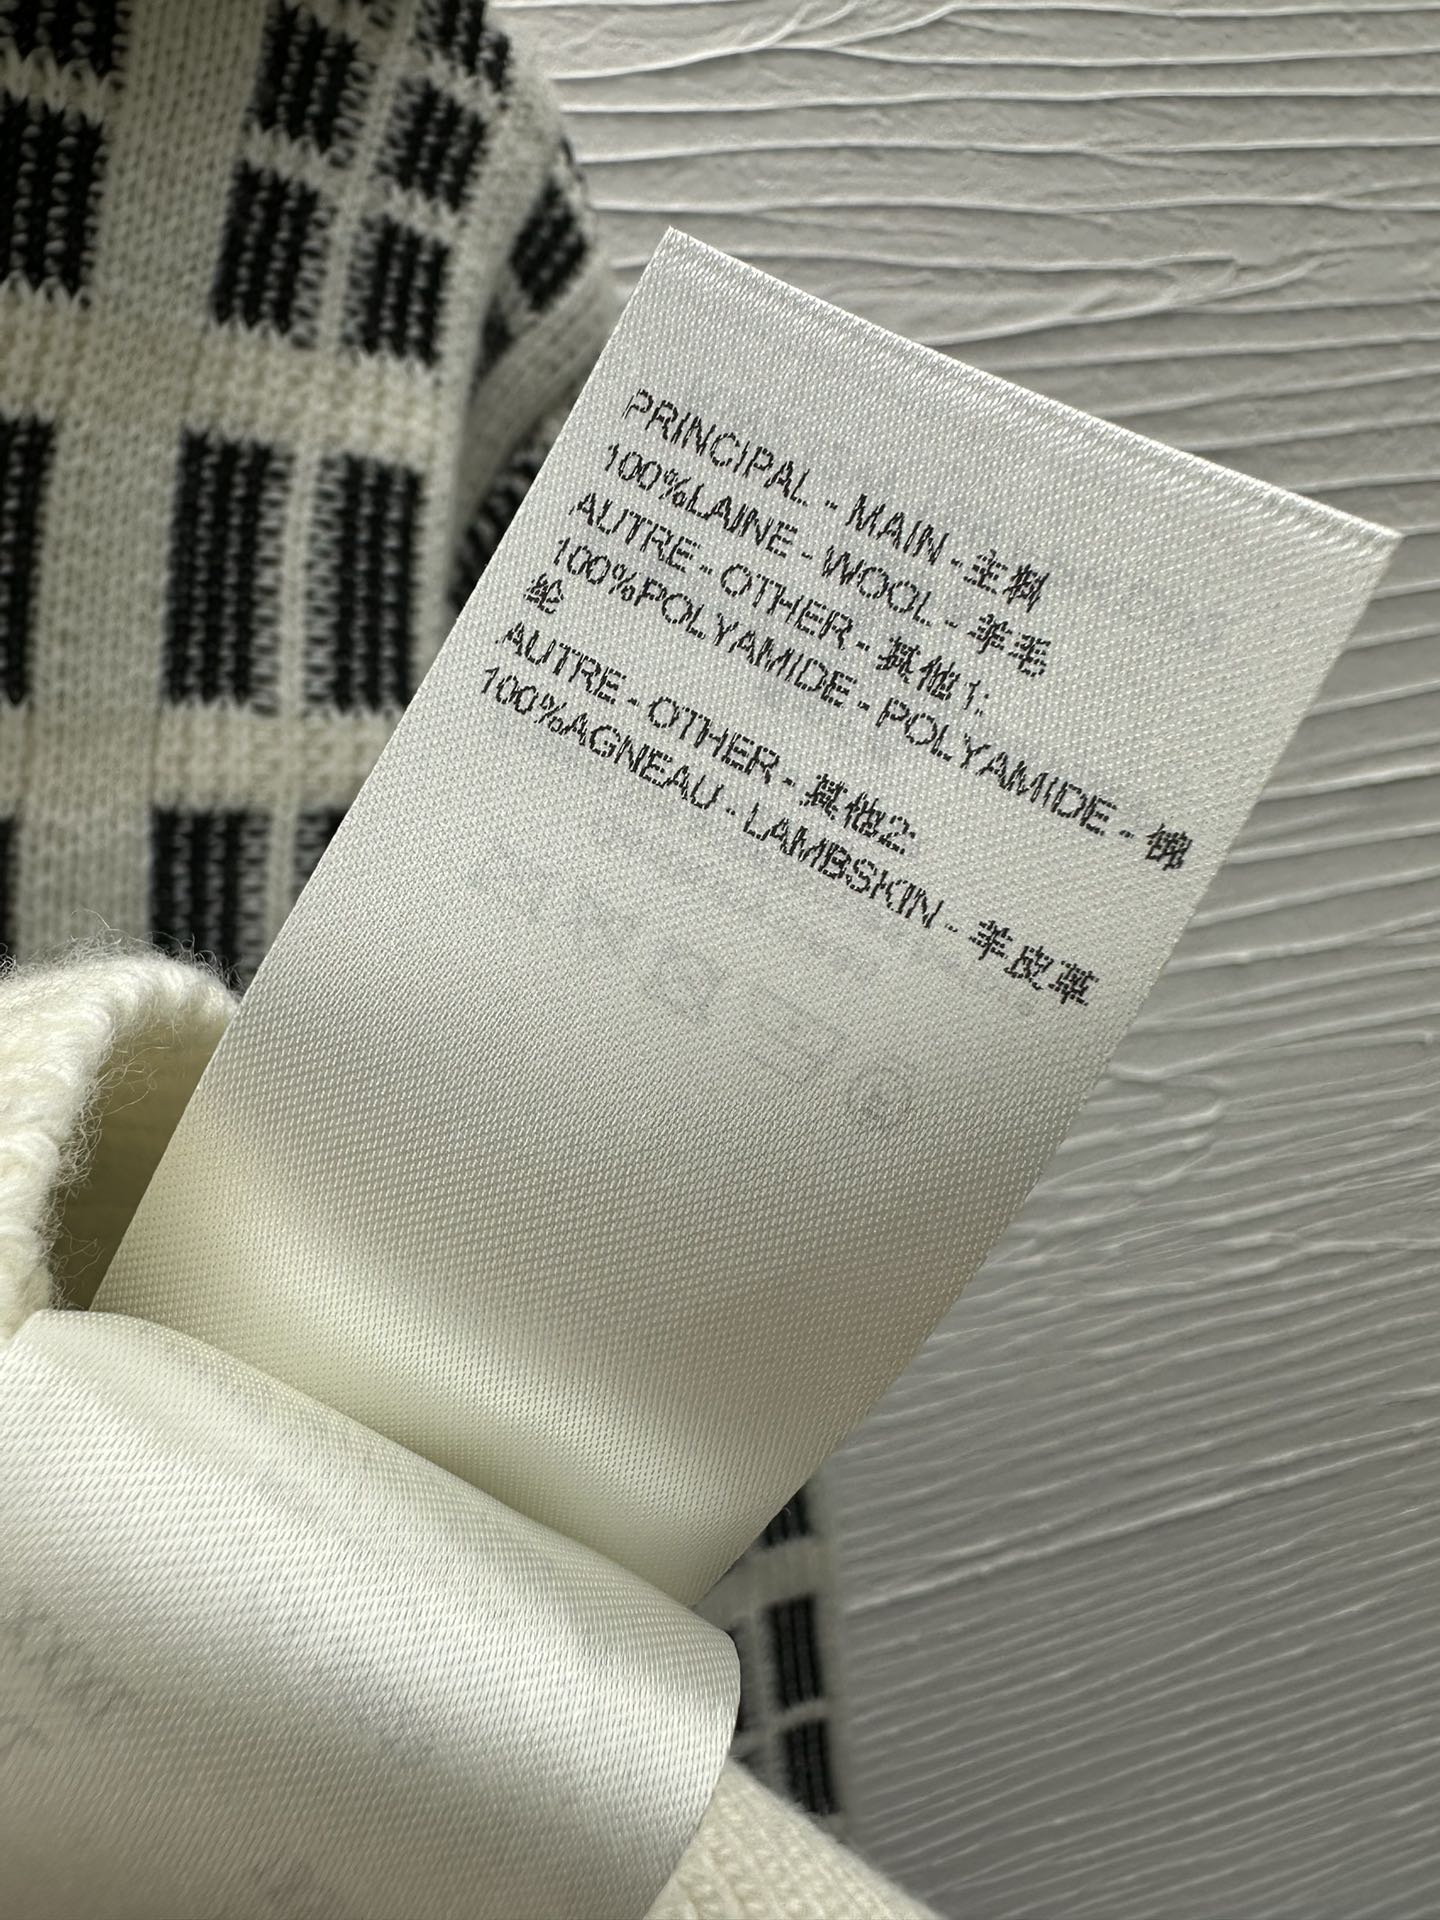 PRINCIPAL - MAIN - 主料
100%LAINE - WOOL - 羊毛
AUTRE - OTHER - 其他1:
100%POLYAMIDE - POLYAMIDE - 锦
纶
AUTRE - OTHER - 其他2:
100%AGNEAU - LAMBSKIN - 羊皮革